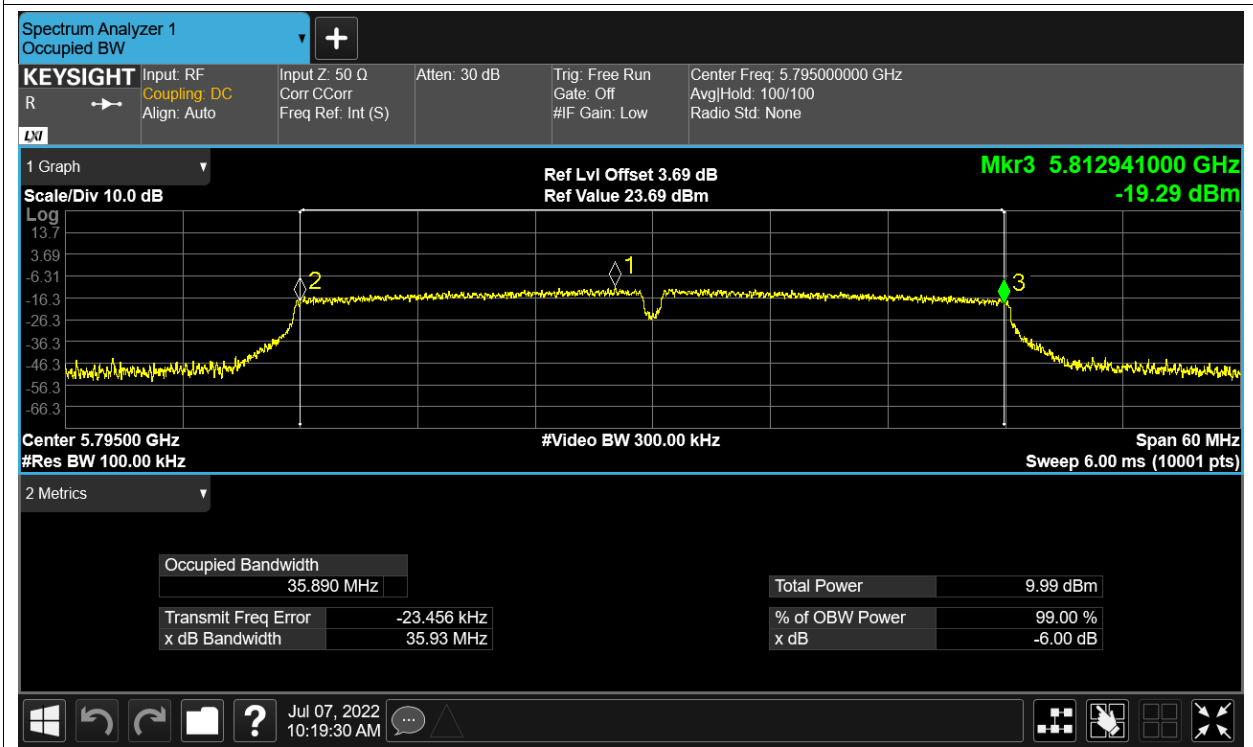 Spectrum Analyzer 1
Occupied BW
KEYSIGHT
R
LXI
Input: RF
Coupling: DC
Align: Auto
Input Z: 50 Ω
Corr CCorr
Freq Ref: Int (S)
Atten: 30 dB
Trig: Free Run
Gate: Off
#IF Gain: Low
Center Freq: 5.795000000 GHz
Avg|Hold: 100/100
Radio Std: None
1 Graph
Scale/Div 10.0 dB
Ref Lvl Offset 3.69 dB
Ref Value 23.69 dBm
Mkr3 5.812941000 GHz
-19.29 dBm
Log
13.7
3.69
-6.31
-16.3
-26.3
-36.3
-46.3
-56.3
-66.3
1
2
3
Center 5.79500 GHz
#Video BW 300.00 kHz
Span 60 MHz
#Res BW 100.00 kHz
Sweep 6.00 ms (10001 pts)
2 Metrics
Occupied Bandwidth
35.890 MHz
Total Power 9.99 dBm
Transmit Freq Error -23.456 kHz
% of OBW Power 99.00 %
x dB Bandwidth 35.93 MHz
x dB -6.00 dB
?
Jul 07, 2022
10:19:30 AM